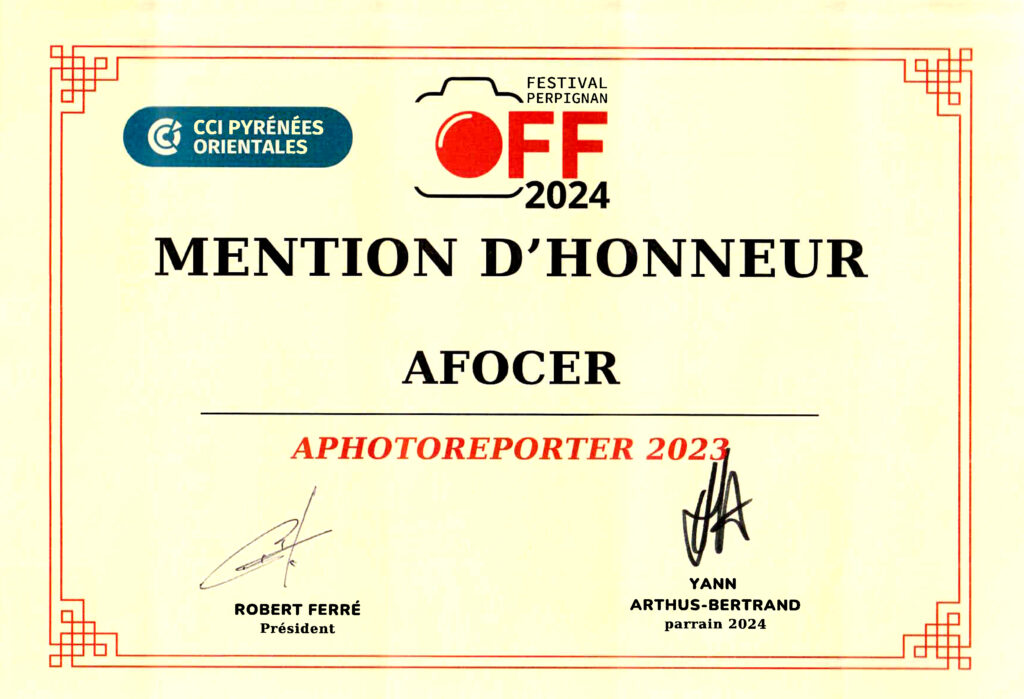 CCI PYRÉNÉES
ORIENTALES
FESTIVAL
PERPIGNAN
OFF
2024
MENTION D’HONNEUR
AFOCER
APHOTOREPORTER 2023
ROBERT FERRÉ
Président
YANN
ARTHUS-BERTRAND
parrain 2024